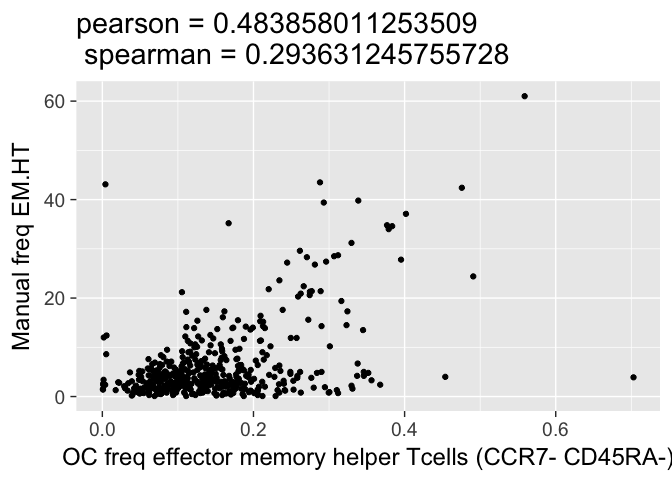 pearson = 0.483858011253509
spearman = 0.293631245755728
60
40
20
0
Manual freq EM.HT
0.0 0.2 0.4 0.6
OC freq effector memory helper Tcells (CCR7- CD45RA-)